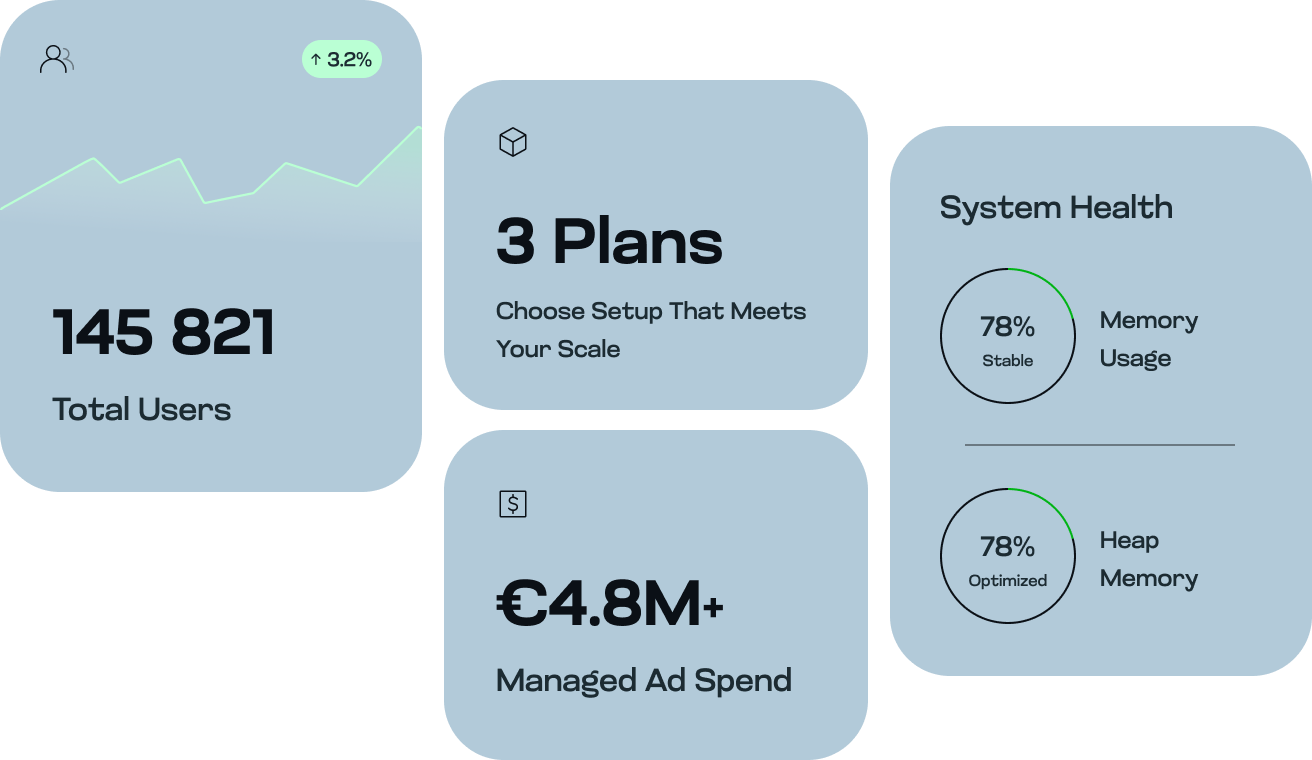 ↑ 3.2%
145 821
Total Users
3 Plans
Choose Setup That Meets
Your Scale
$
€4.8M+
Managed Ad Spend
System Health
78%
Stable
Memory
Usage
78%
Optimized
Heap
Memory